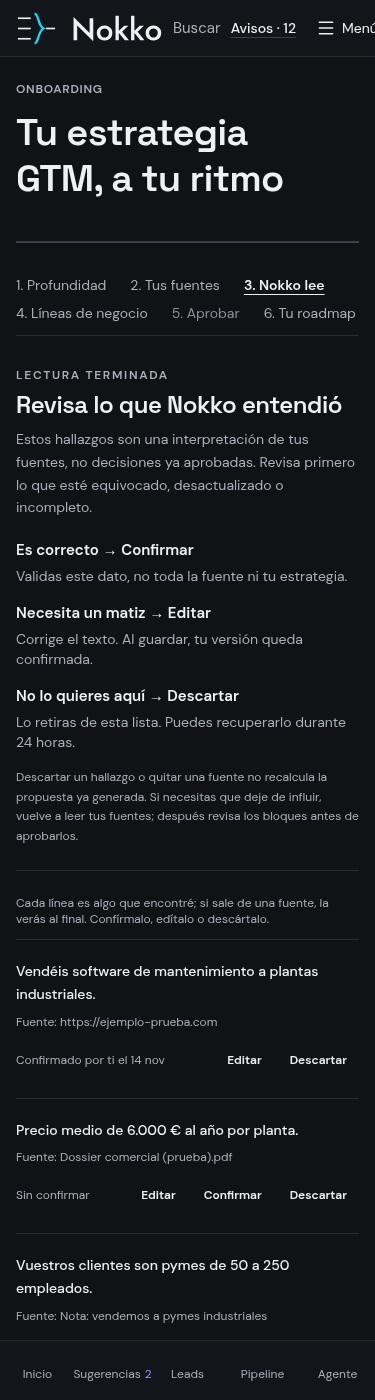 Nokko Buscar Avisos · 12 Menú
ONBOARDING
Tu estrategia
GTM, a tu ritmo
1. Profundidad 2. Tus fuentes 3. Nokko lee
4. Líneas de negocio 5. Aprobar 6. Tu roadmap
LECTURA TERMINADA
Revisa lo que Nokko entendió
Estos hallazgos son una interpretación de tus
fuentes, no decisiones ya aprobadas. Revisa primero
lo que esté equivocado, desactualizado o
incompleto.
Es correcto → Confirmar
Validas este dato, no toda la fuente ni tu estrategia.
Necesita un matiz → Editar
Corrige el texto. Al guardar, tu versión queda
confirmada.
No lo quieres aquí → Descartar
Lo retiras de esta lista. Puedes recuperarlo durante
24 horas.
Descartar un hallazgo o quitar una fuente no recalcula la
propuesta ya generada. Si necesitas que deje de influir,
vuelve a leer tus fuentes; después revisa los bloques antes de
aprobarlos.
Cada línea es algo que encontré; si sale de una fuente, la
verás al final. Confírmalo, edítalo o descártalo.
Vendéis software de mantenimiento a plantas
industriales.
Fuente: https://ejemplo-prueba.com
Confirmado por ti el 14 nov Editar Descartar
Precio medio de 6.000 € al año por planta.
Fuente: Dossier comercial (prueba).pdf
Sin confirmar Editar Confirmar Descartar
Vuestros clientes son pymes de 50 a 250
empleados.
Fuente: Nota: vendemos a pymes industriales
Inicio Sugerencias 2 Leads Pipeline Agente